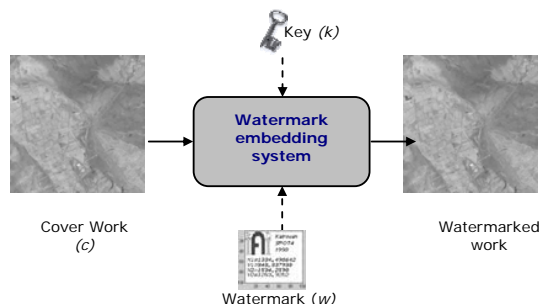 Key (k)
Watermark
embedding
system
Cover Work
(c)
Watermarked
work
Watermark (w)